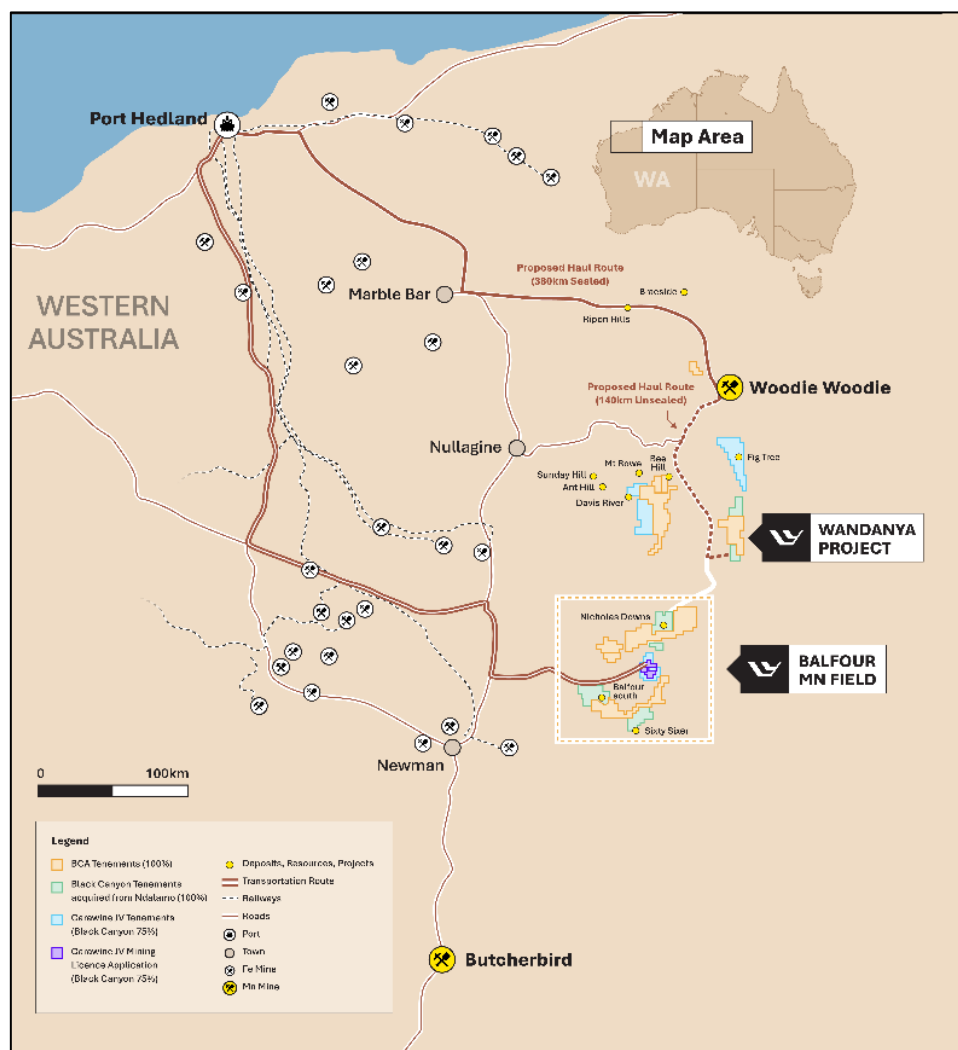 Port Hedland
Map Area
WA
WESTERN
AUSTRALIA
Marble Bar
Proposed Haul Route
(380km Sealed)
Braeside
Ripon Hills
Woodie Woodie
Proposed Haul Route
(140km Unsealed)
Nullagine
Fig Tree
Mt Rowe
Bee
Hill
Sunday Hill
Ant Hill
Davis River
WANDANYA
PROJECT
Nicholas Downs
BALFOUR
MN FIELD
Balfour
south
Sixty Sixer
Newman
0 100km
Butcherbird
Legend
BCA Tenements (100%)
Black Canyon Tenements
acquired from Ndalamo (100%)
Carawine JV Tenements
(Black Canyon 75%)
Carawine JV Mining
Licence Application
(Black Canyon 75%)
Deposits, Resources, Projects
Transportation Route
Railways
Roads
Port
Town
Fe Mine
Mn Mine